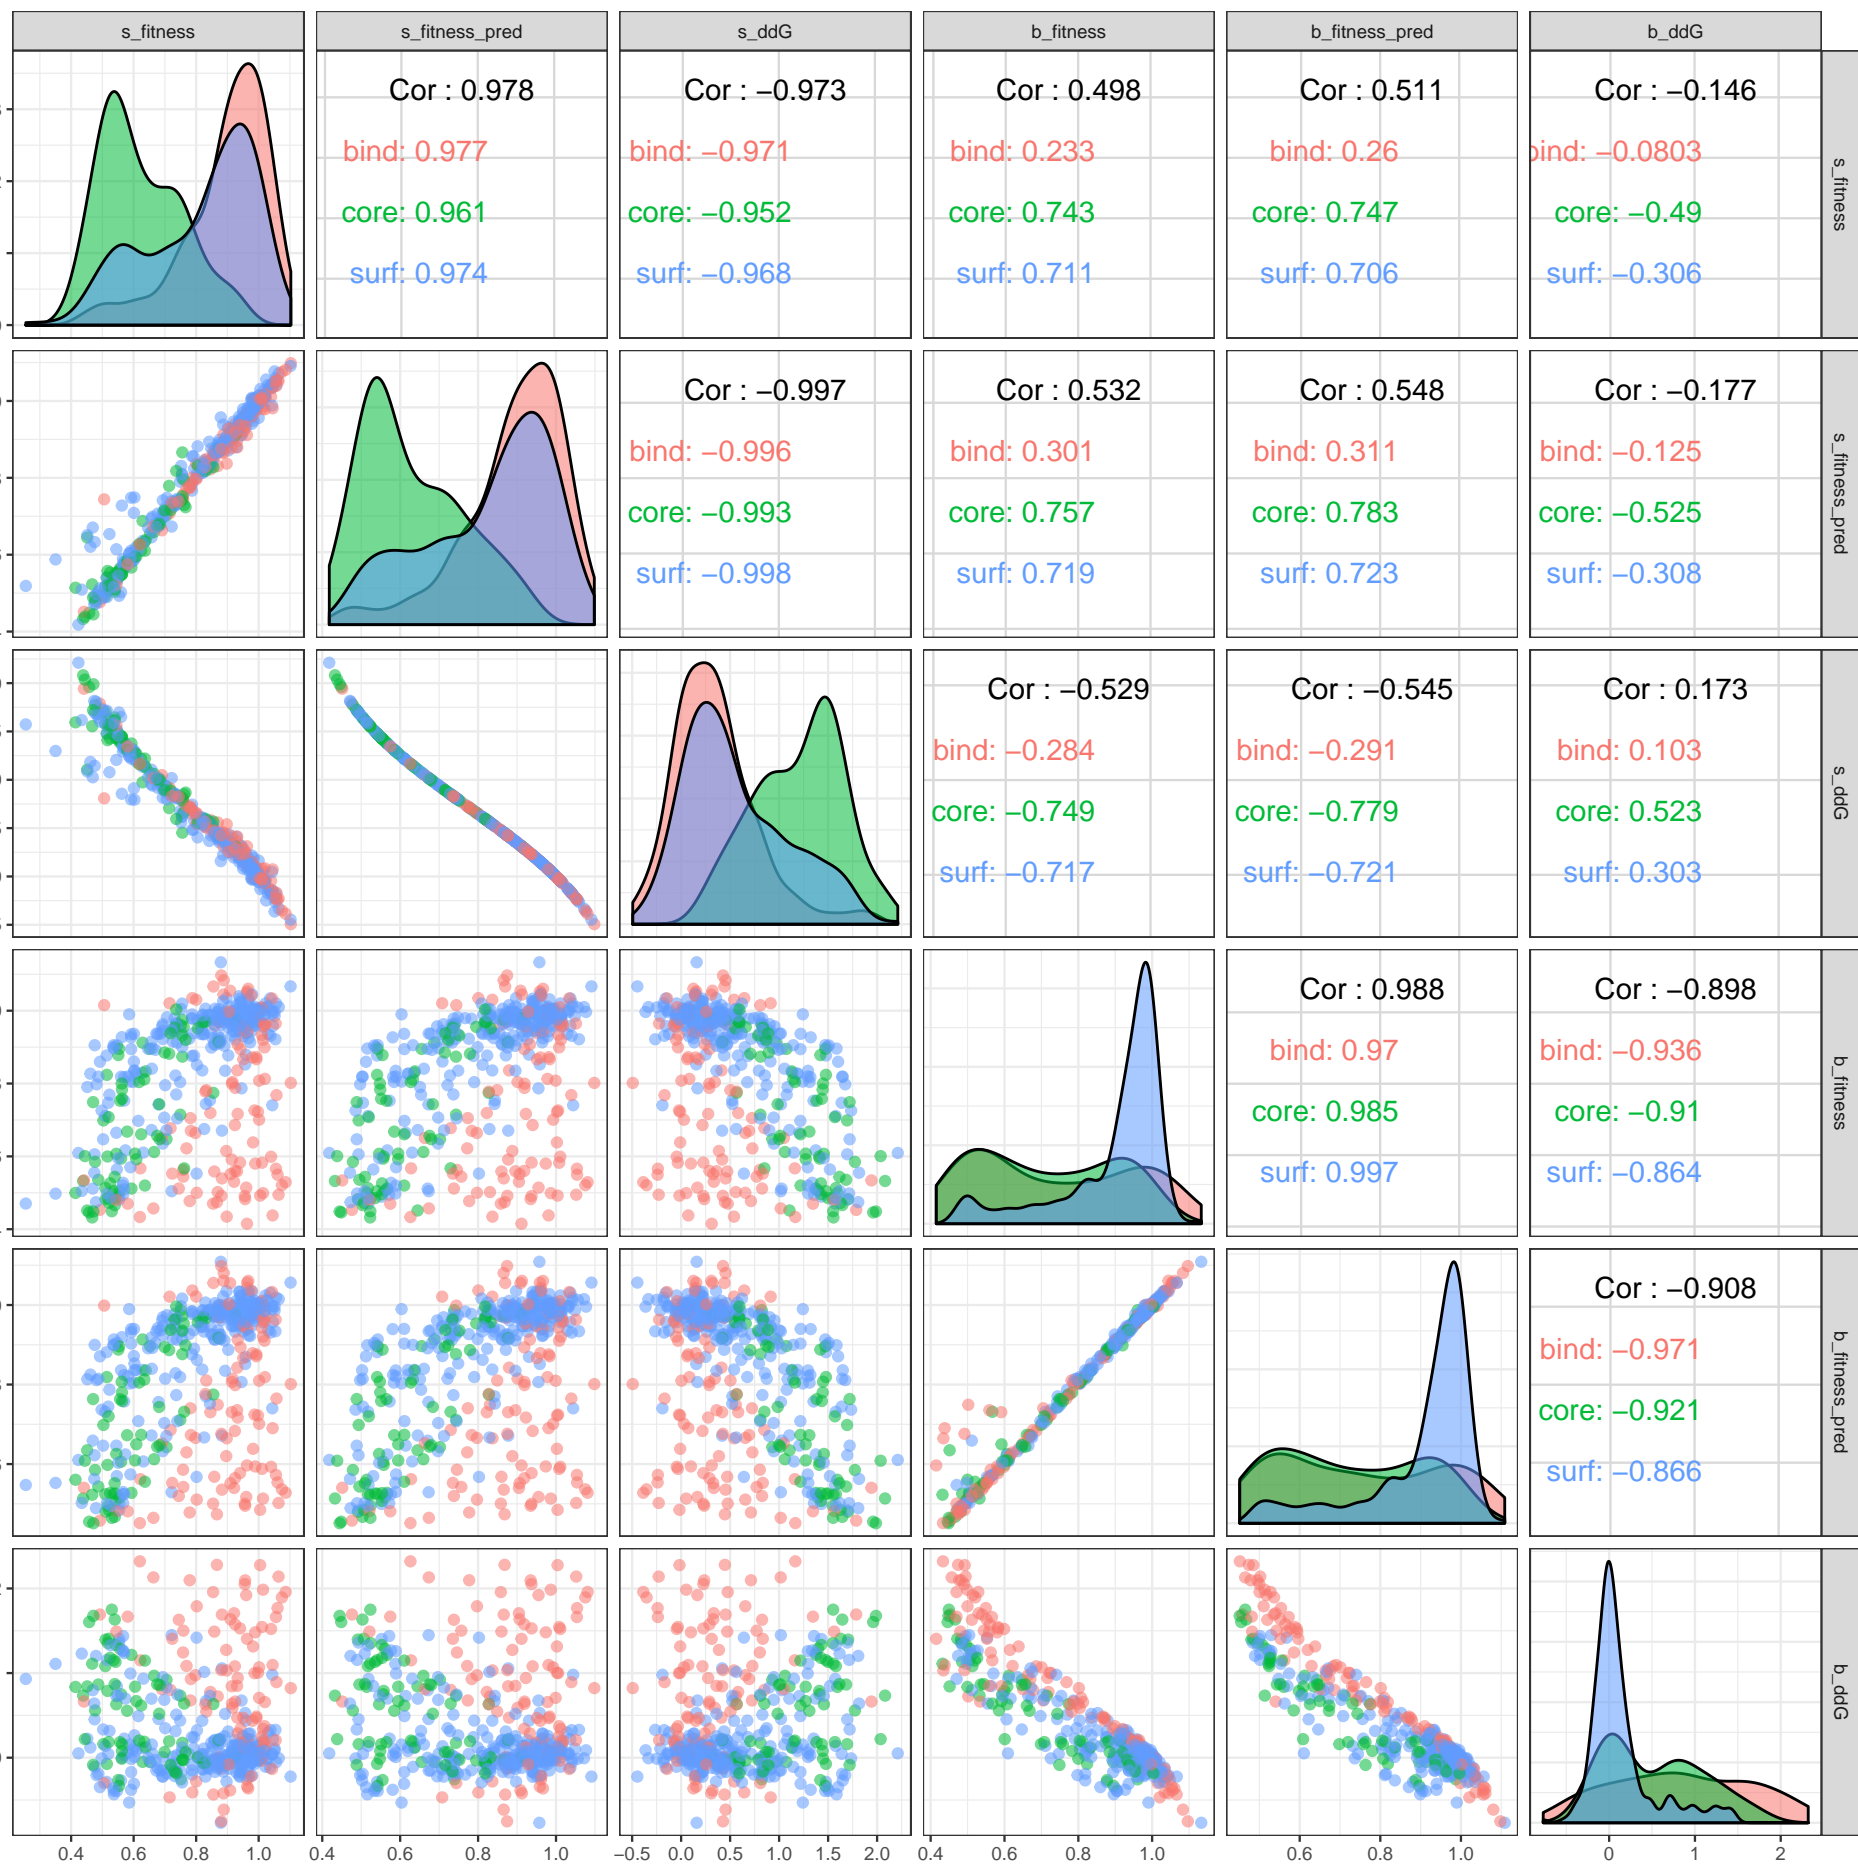 s_fitness s_fitness_pred s_ddG b_fitness b_fitness_pred b_ddG
Cor : 0.978 Cor : −0.973 Cor : 0.498 Cor : 0.511 Cor : −0.146
bind: 0.977 bind: −0.971 bind: 0.233 bind: 0.26 bind: −0.0803
core: 0.961 core: −0.952 core: 0.743 core: 0.747 core: −0.49
surf: 0.974 surf: −0.968 surf: 0.711 surf: 0.706 surf: −0.306
s_fitness
Cor : −0.997 Cor : 0.532 Cor : 0.548 Cor : −0.177
bind: −0.996 bind: 0.301 bind: 0.311 bind: −0.125
core: −0.993 core: 0.757 core: 0.783 core: −0.525
surf: −0.998 surf: 0.719 surf: 0.723 surf: −0.308
s_fitness_pred
Cor : −0.529 Cor : −0.545 Cor : 0.173
bind: −0.284 bind: −0.291 bind: 0.103
core: −0.749 core: −0.779 core: 0.523
surf: −0.717 surf: −0.721 surf: 0.303
s_ddG
Cor : 0.988 Cor : −0.898
bind: 0.97 bind: −0.936
core: 0.985 core: −0.91
surf: 0.997 surf: −0.864
b_fitness
Cor : −0.908
bind: −0.971
core: −0.921
surf: −0.866
b_fitness_pred
b_ddG
0.4 0.6 0.8 1.0 0.4 0.6 0.8 1.0 −0.5 0.0 0.5 1.0 1.5 2.0 0.4 0.6 0.8 1.0 0.6 0.8 1.0 0 1 2